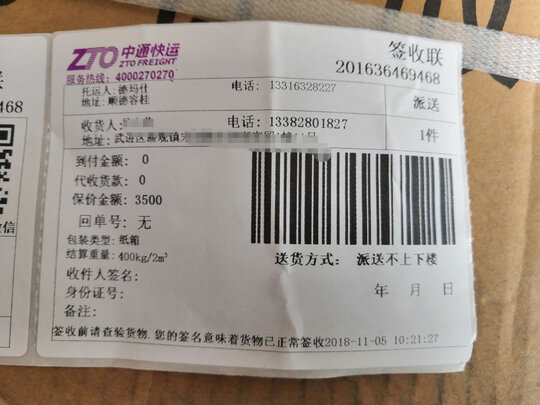 ZTO 中通快运
ZTO FREIGHT
签收联
服务热线: 4000270270
201636469468
托运人: 德玛仕
电话: 13316328227
派送
地址: 顺德容桂
收货人:
电话: 13382801827
1件
地址: 武进区遥观镇
到付金额: 0
代收货款: 0
保价金额: 3500
回单号: 无
包装类型: 纸箱
结算重量: 400kg/2m³
送货方式: 派送不上下楼
收件人签名:
年 月 日
身份证号:
备注:
签收前请查验货物, 您的签名意味着货物已正常签收2018-11-05 10:21:27
联
468
微信